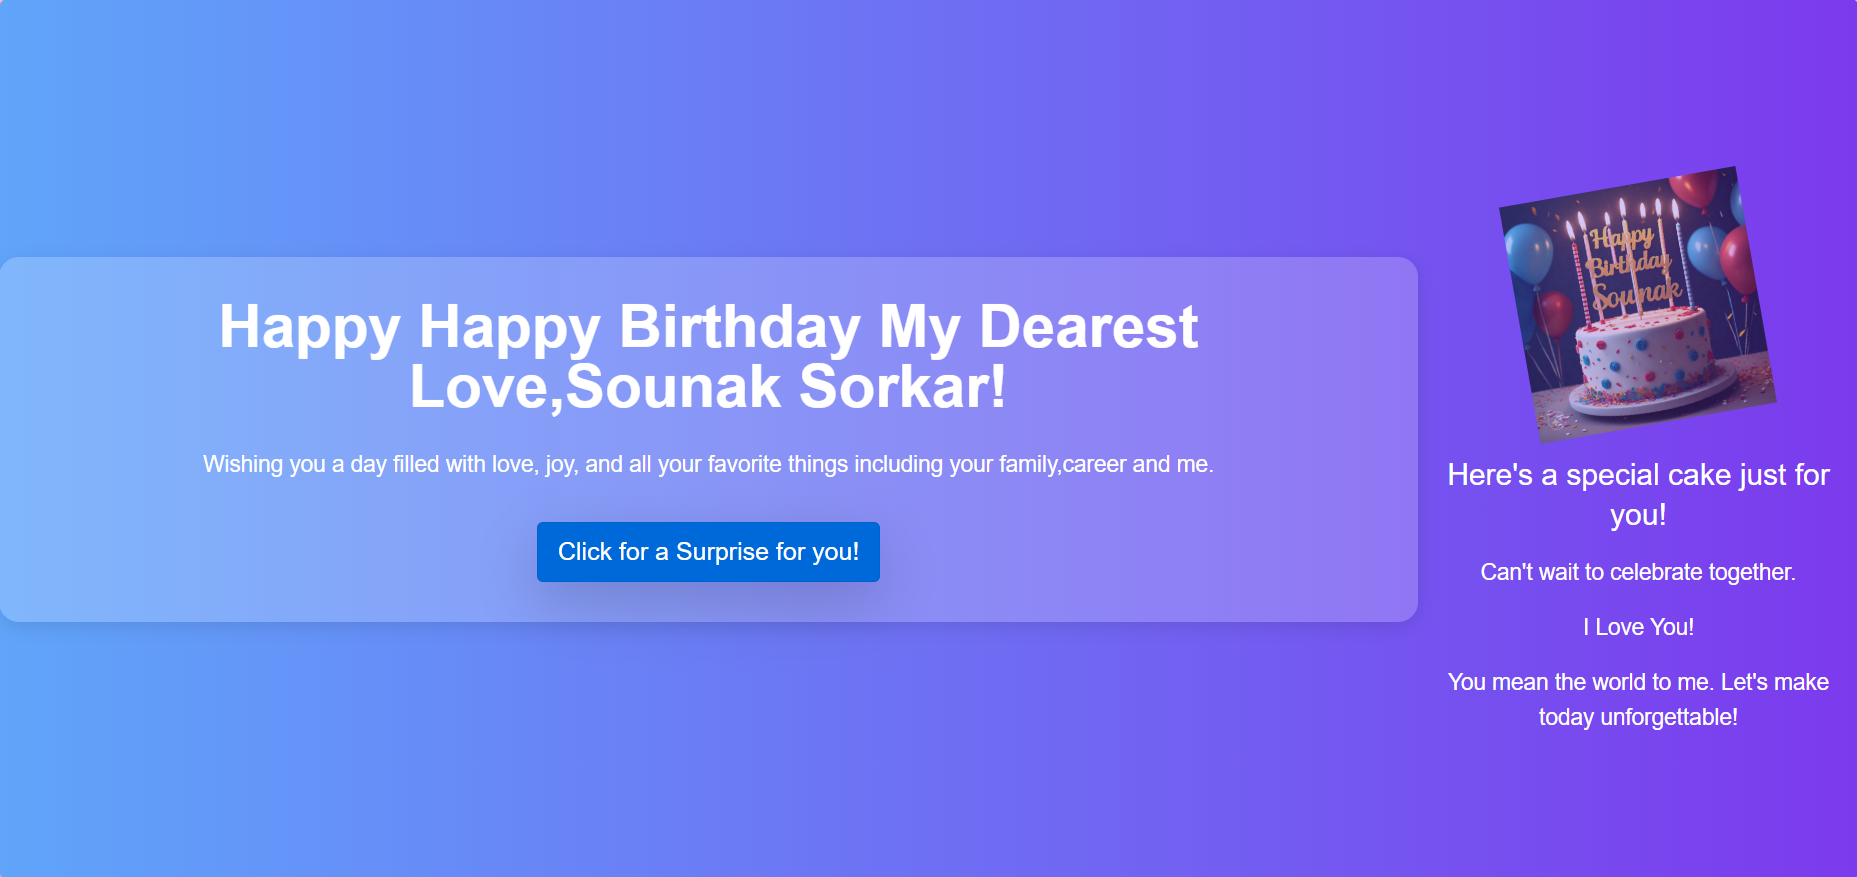 Happy Happy Birthday My Dearest
Love,Sounak Sorkar!
Wishing you a day filled with love, joy, and all your favorite things including your family,career and me.
Click for a Surprise for you!
Happy
Birthday
Sounak
Here's a special cake just for
you!
Can't wait to celebrate together.
I Love You!
You mean the world to me. Let's make
today unforgettable!